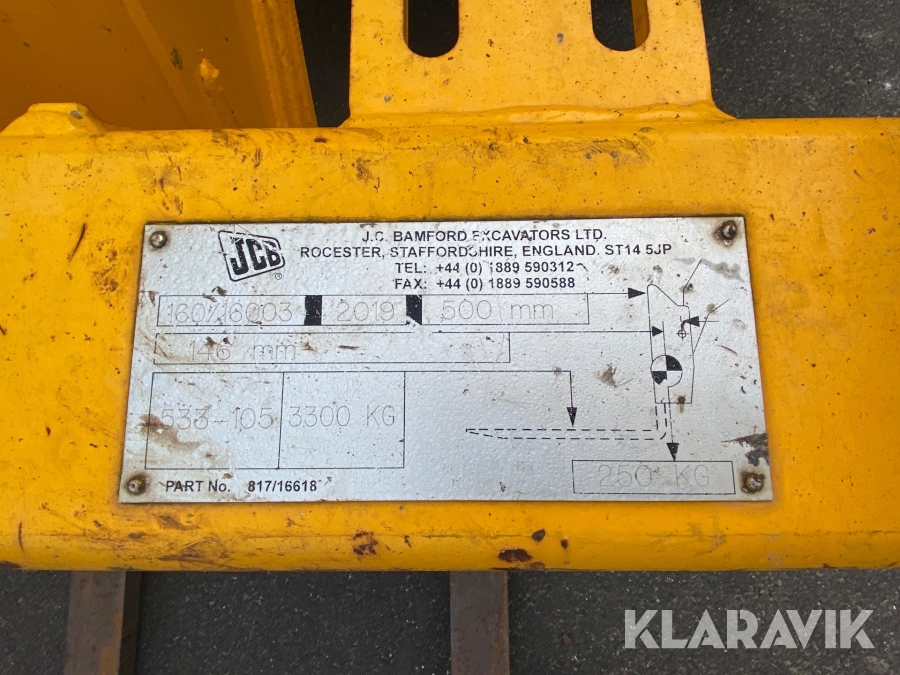 JCB
J.C. BAMFORD EXCAVATORS LTD.
ROCESTER, STAFFORDSHIRE, ENGLAND. ST14 5JP
TEL: +44 (0) 1889 590312
FAX: +44 (0) 1889 590588
160/16003 2019 500 mm
146 mm
533-105 3300 KG
250 KG
PART No. 817/16618
KLARAVIK